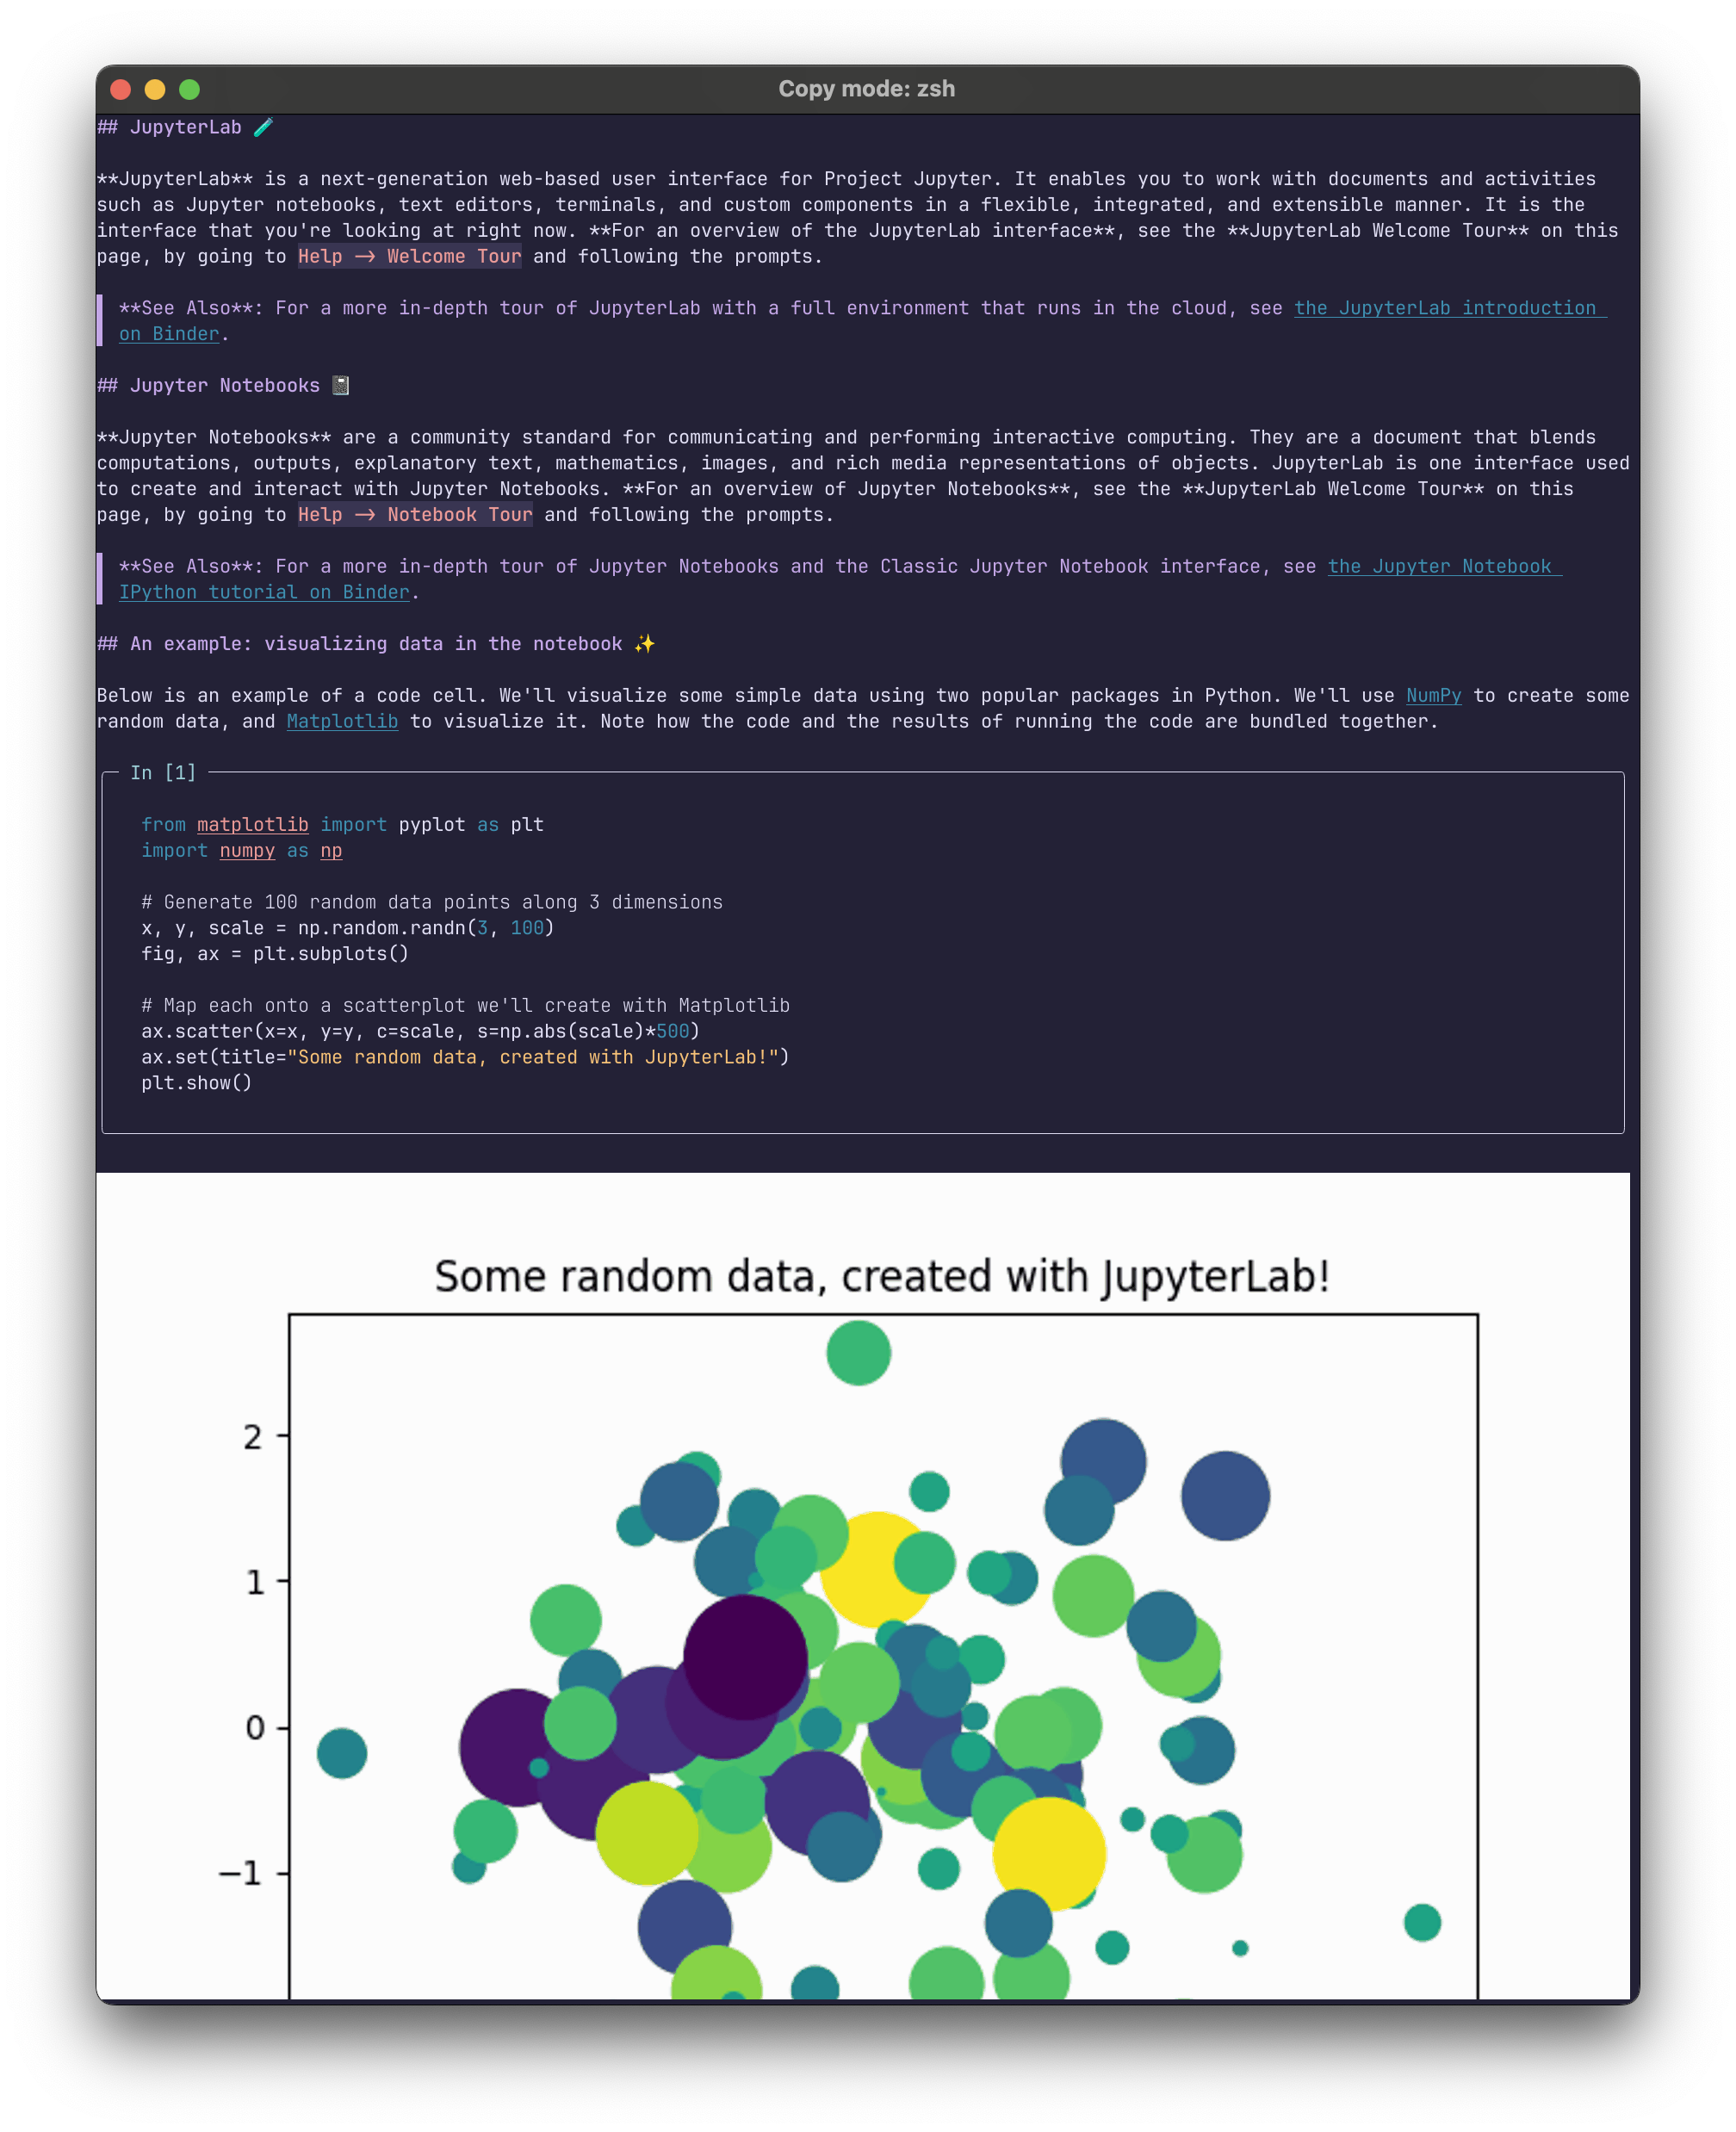 Copy mode: zsh
## JupyterLab 🧪
**JupyterLab** is a next-generation web-based user interface for Project Jupyter. It enables you to work with documents and activities
such as Jupyter notebooks, text editors, terminals, and custom components in a flexible, integrated, and extensible manner. It is the
interface that you're looking at right now. **For an overview of the JupyterLab interface**, see the **JupyterLab Welcome Tour** on this
page, by going to Help -> Welcome Tour and following the prompts.
**See Also**: For a more in-depth tour of JupyterLab with a full environment that runs in the cloud, see the JupyterLab introduction
on Binder.
## Jupyter Notebooks 📓
**Jupyter Notebooks** are a community standard for communicating and performing interactive computing. They are a document that blends
computations, outputs, explanatory text, mathematics, images, and rich media representations of objects. JupyterLab is one interface used
to create and interact with Jupyter Notebooks. **For an overview of Jupyter Notebooks**, see the **JupyterLab Welcome Tour** on this
page, by going to Help -> Notebook Tour and following the prompts.
**See Also**: For a more in-depth tour of Jupyter Notebooks and the Classic Jupyter Notebook interface, see the Jupyter Notebook
IPython tutorial on Binder.
## An example: visualizing data in the notebook ✨
Below is an example of a code cell. We'll visualize some simple data using two popular packages in Python. We'll use NumPy to create some
random data, and Matplotlib to visualize it. Note how the code and the results of running the code are bundled together.
In [1]
from matplotlib import pyplot as plt
import numpy as np
# Generate 100 random data points along 3 dimensions
x, y, scale = np.random.randn(3, 100)
fig, ax = plt.subplots()
# Map each onto a scatterplot we'll create with Matplotlib
ax.scatter(x=x, y=y, c=scale, s=np.abs(scale)*500)
ax.set(title="Some random data, created with JupyterLab!")
plt.show()
Some random data, created with JupyterLab!
2
1
0
−1